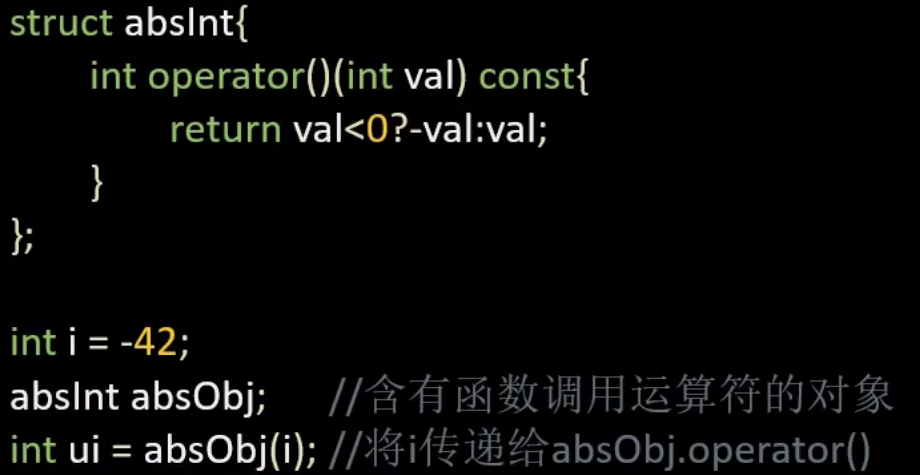 struct absInt{
int operator()(int val) const{
return val<0?-val:val;
}
};
int i = -42;
absInt absObj; //含有函数调用运算符的对象
int ui = absObj(i); //将i传递给absObj.operator()